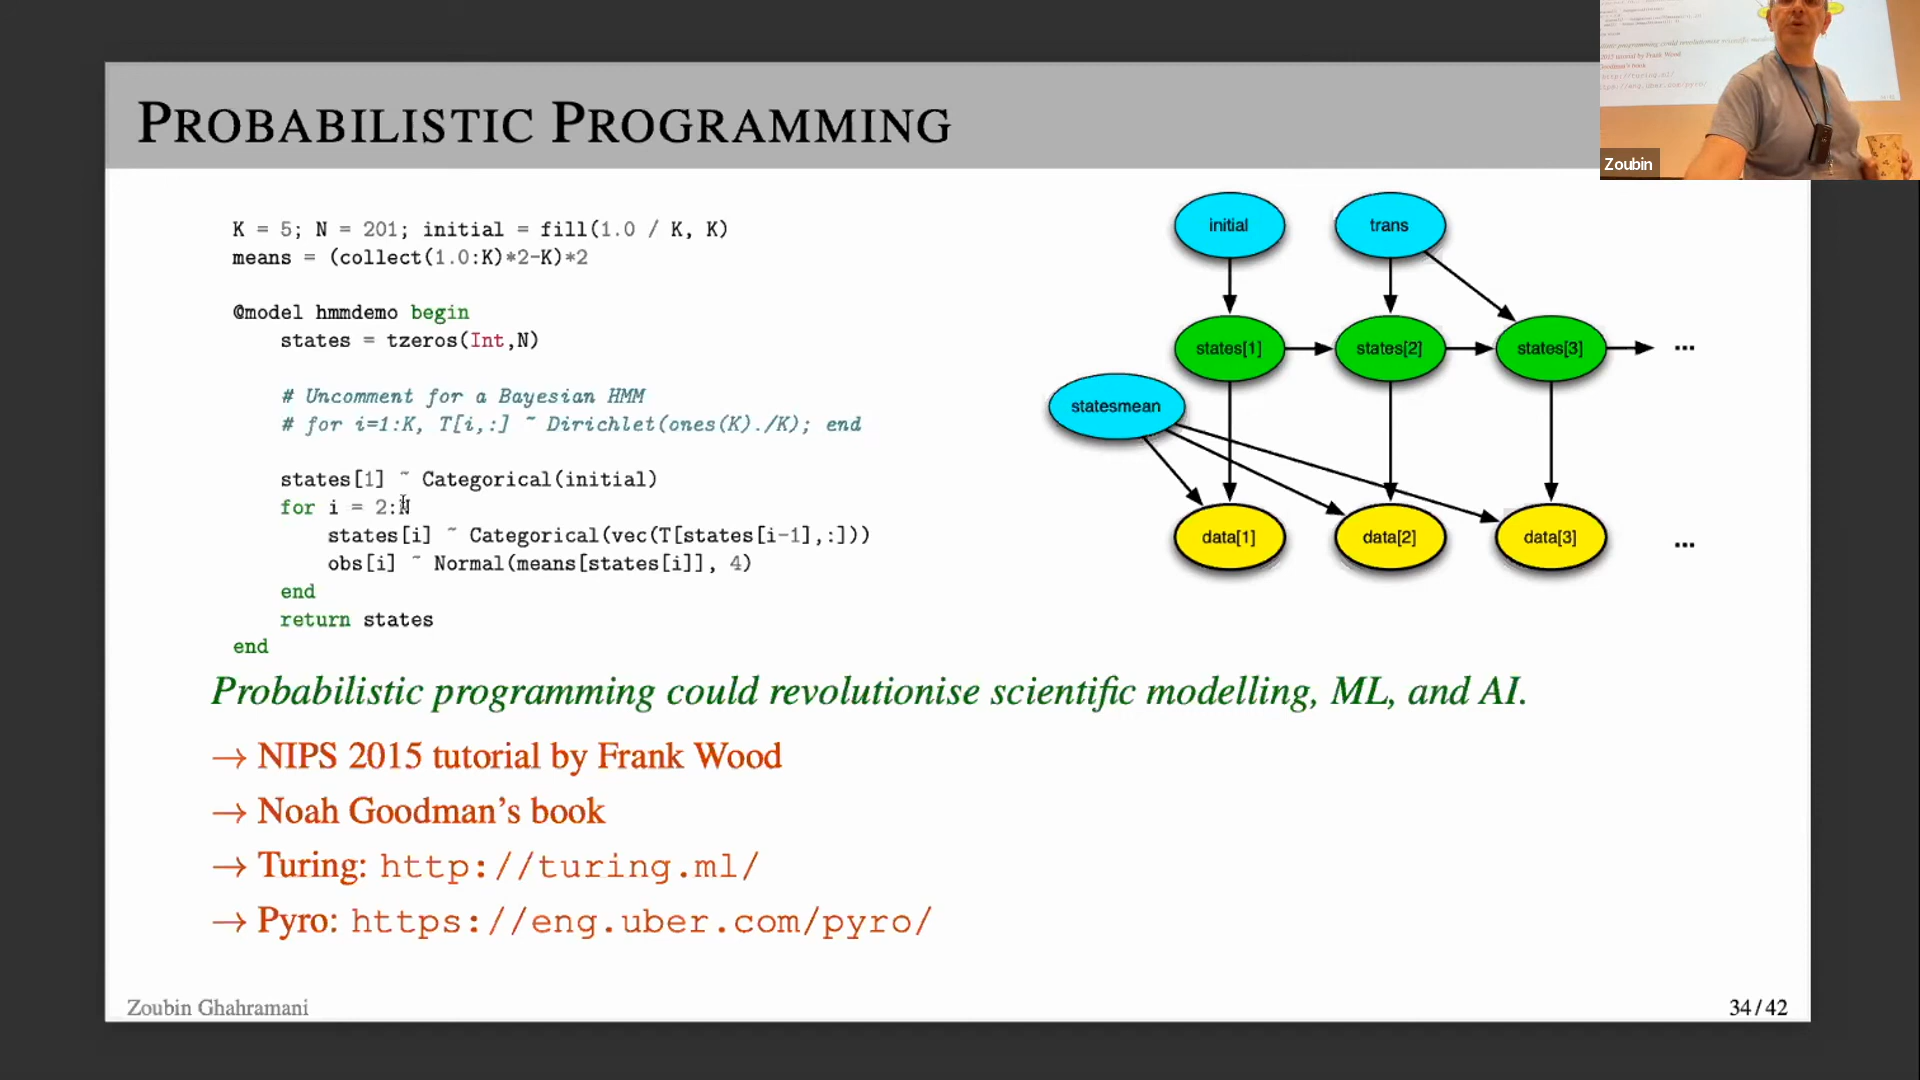 PROBABILISTIC PROGRAMMING
K = 5; N = 201; initial = fill(1.0 / K, K)
means = (collect(1.0:K)*2-K)*2
@model hmmdemo begin
states = tzeros(Int,N)
# Uncomment for a Bayesian HMM
# for i=1:K, T[i,:] ~ Dirichlet(ones(K)./K); end
states[1] ~ Categorical(initial)
for i = 2:N
states[i] ~ Categorical(vec(T[states[i-1],:]))
obs[i] ~ Normal(means[states[i]], 4)
end
return states
end
initial
trans
states[1]
states[2]
states[3]
...
statesmean
data[1]
data[2]
data[3]
...
Probabilistic programming could revolutionise scientific modelling, ML, and AI.
→ NIPS 2015 tutorial by Frank Wood
→ Noah Goodman's book
→ Turing: http://turing.ml/
→ Pyro: https://eng.uber.com/pyro/
Zoubin Ghahramani
34 / 42
Zoubin